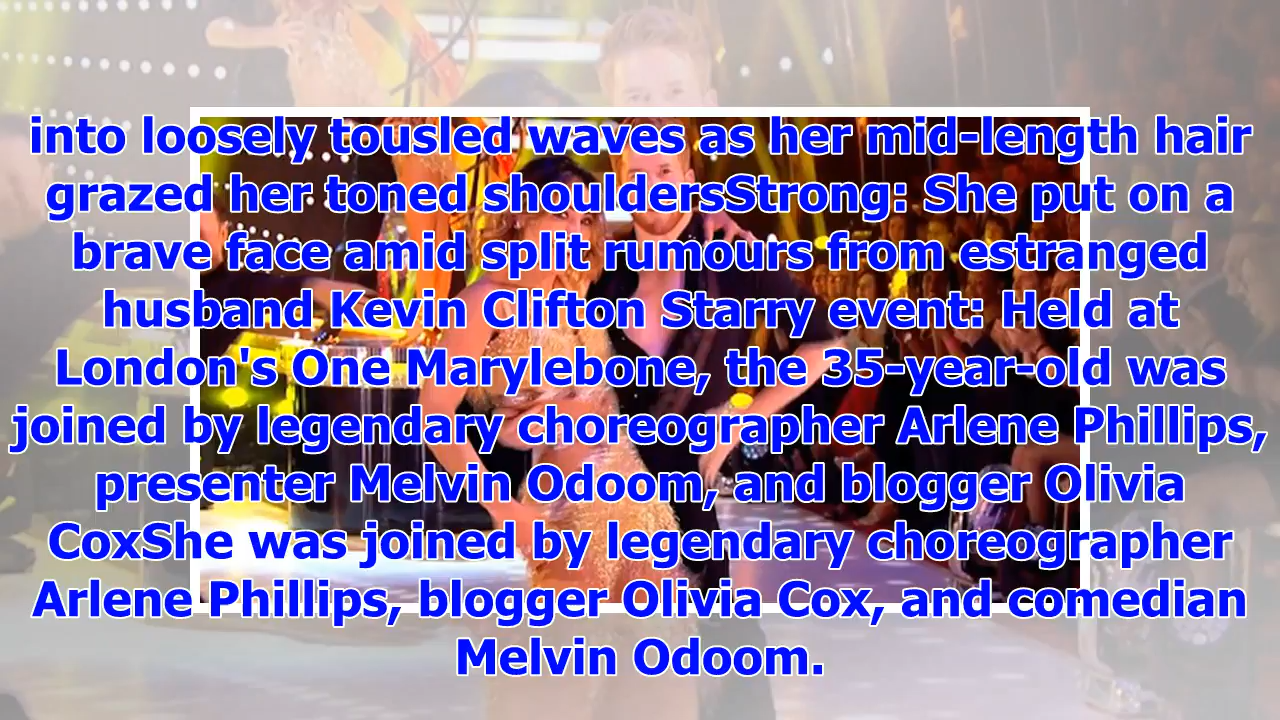 into loosely tousled waves as her mid-length hair
grazed her toned shouldersStrong: She put on a
brave face amid split rumours from estranged
husband Kevin Clifton Starry event: Held at
London's One Marylebone, the 35-year-old was
joined by legendary choreographer Arlene Phillips,
presenter Melvin Odoom, and blogger Olivia
CoxShe was joined by legendary choreographer
Arlene Phillips, blogger Olivia Cox, and comedian
Melvin Odoom.